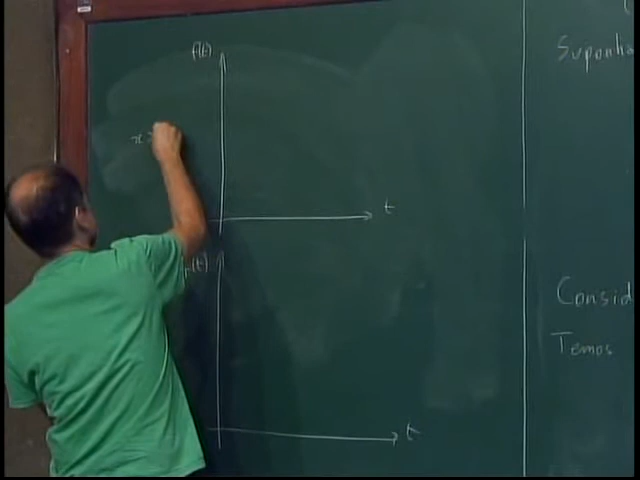 f(t)
t
(t)
t
Suponha
Consid
Temos